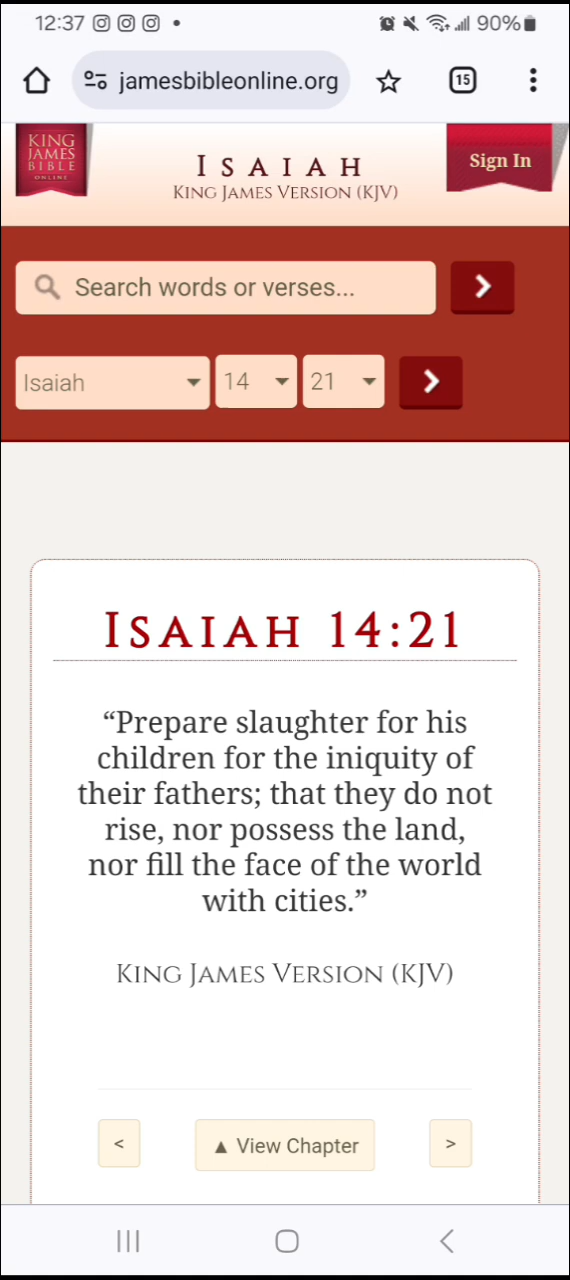 12:37 90%
jamesbibleonline.org 15
KING
JAMES
BIBLE
ONLINE
ISAIAH
KING JAMES VERSION (KJV)
Sign In
Search words or verses...
Isaiah 14 21
ISAIAH 14:21
“Prepare slaughter for his
children for the iniquity of
their fathers; that they do not
rise, nor possess the land,
nor fill the face of the world
with cities.”
KING JAMES VERSION (KJV)
< ▲ View Chapter >